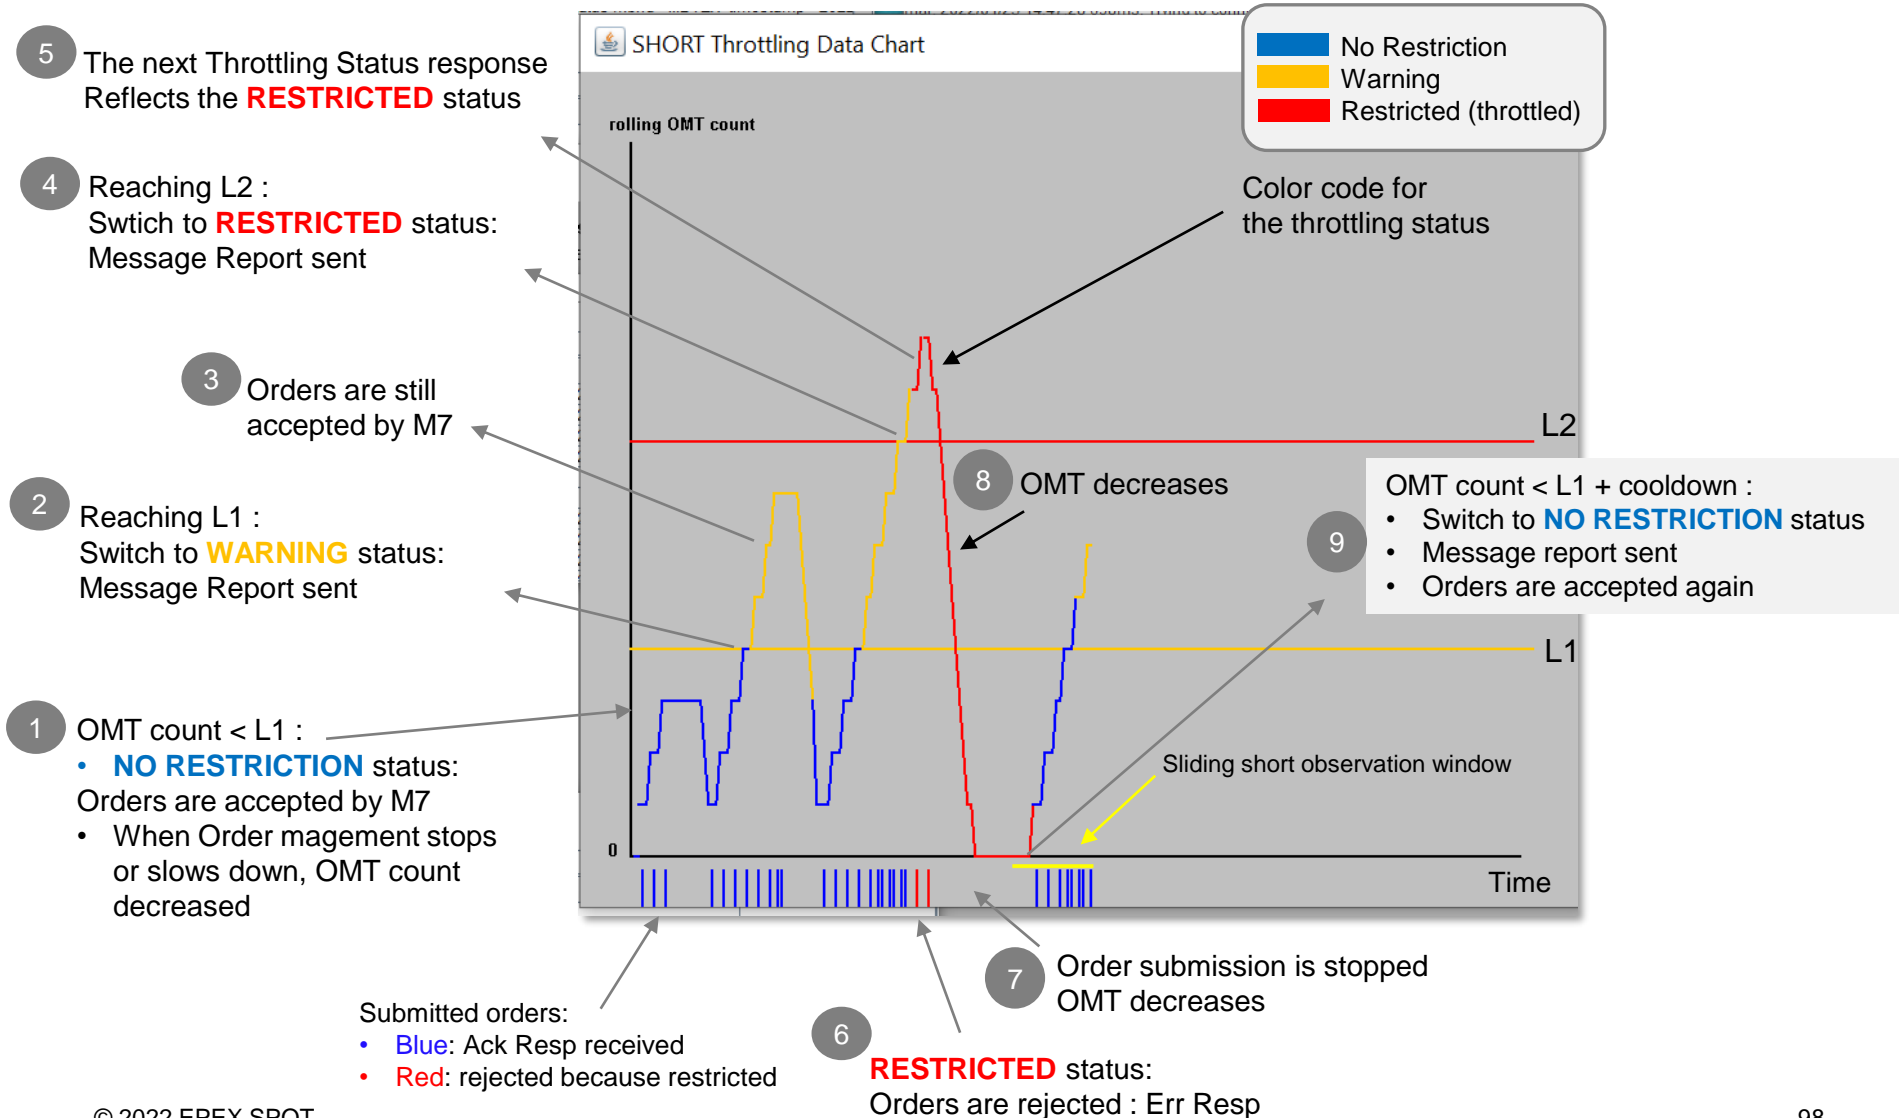 SHORT Throttling Data Chart
No Restriction
Warning
Restricted (throttled)
5
The next Throttling Status response
Reflects the RESTRICTED status
rolling OMT count
4
Reaching L2 :
Swtich to RESTRICTED status:
Message Report sent
Color code for
the throttling status
3
Orders are still
accepted by M7
L2
8
OMT decreases
2
Reaching L1 :
Switch to WARNING status:
Message Report sent
9
OMT count < L1 + cooldown :
• Switch to NO RESTRICTION status
• Message report sent
• Orders are accepted again
L1
1
OMT count < L1 :
• NO RESTRICTION status:
Orders are accepted by M7
• When Order magement stops
or slows down, OMT count
decreased
Sliding short observation window
0
Time
7
Order submission is stopped
OMT decreases
Submitted orders:
• Blue: Ack Resp received
• Red: rejected because restricted
6
RESTRICTED status:
Orders are rejected : Err Resp
© 2022 EPEX SPOT
98